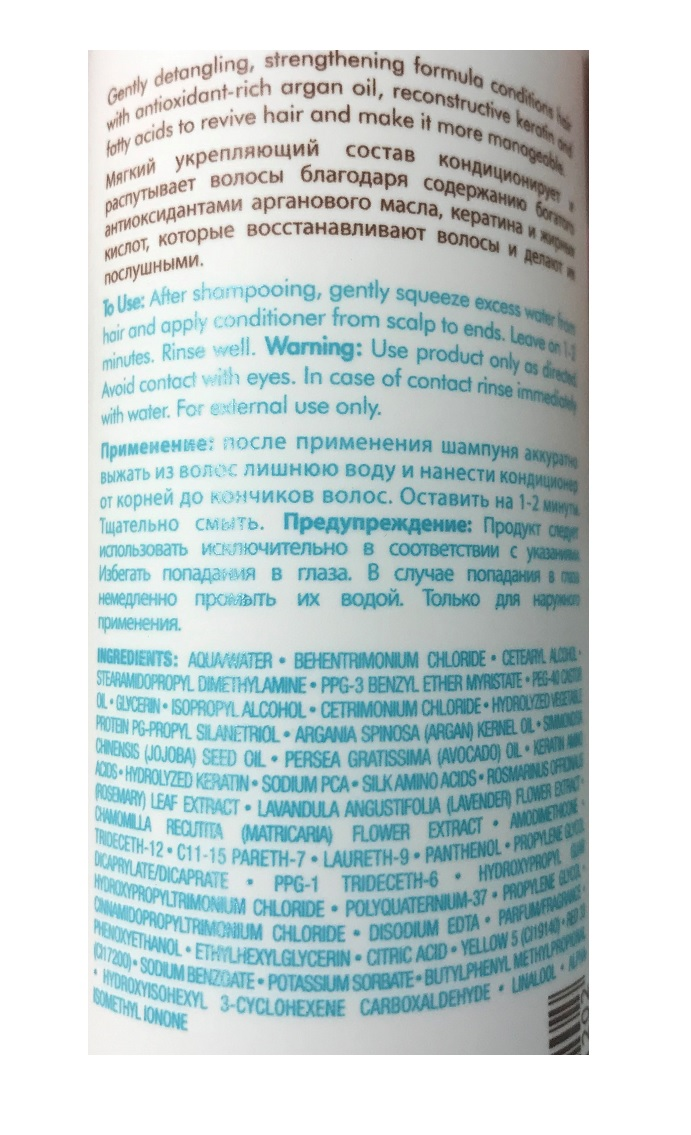 Gently detangling, strengthening formula conditions hair
with antioxidant-rich argan oil, reconstructive keratin and
fatty acids to revive hair and make it more manageable.
Мягкий укрепляющий состав кондиционирует и
распутывает волосы благодаря содержанию богатого
антиоксидантами арганового масла, кератина и жирных
кислот, которые восстанавливают волосы и делают их
послушными.
To Use: After shampooing, gently squeeze excess water from
hair and apply conditioner from scalp to ends. Leave on 1-2
minutes. Rinse well. Warning: Use product only as directed.
Avoid contact with eyes. In case of contact rinse immediately
with water. For external use only.
Применение: после применения шампуня аккуратно
выжать из волос лишнюю воду и нанести кондиционер
от корней до кончиков волос. Оставить на 1-2 минуты.
Тщательно смыть. Предупреждение: Продукт следует
использовать исключительно в соответствии с указаниями.
Избегать попадания в глаза. В случае попадания в глаза
немедленно промыть их водой. Только для наружного
применения.
INGREDIENTS: AQUA/WATER • BEHENTRIMONIUM CHLORIDE • CETEARYL ALCOHOL •
STEARAMIDOPROPYL DIMETHYLAMINE • PPG-3 BENZYL ETHER MYRISTATE • PEG-40 CASTOR
OIL • GLYCERIN • ISOPROPYL ALCOHOL • CETRIMONIUM CHLORIDE • HYDROLYZED VEGETABLE
PROTEIN PG-PROPYL SILANETRIOL • ARGANIA SPINOSA (ARGAN) KERNEL OIL • SIMMONDSIA
CHINENSIS (JOJOBA) SEED OIL • PERSEA GRATISSIMA (AVOCADO) OIL • KERATIN AMINO
ACIDS • HYDROLYZED KERATIN • SODIUM PCA • SILK AMINO ACIDS • ROSMARINUS OFFICINALIS
(ROSEMARY) LEAF EXTRACT • LAVANDULA ANGUSTIFOLIA (LAVENDER) FLOWER EXTRACT •
CHAMOMILLA RECUTITA (MATRICARIA) FLOWER EXTRACT • AMODIMETHICONE •
TRIDECETH-12 • C11-15 PARETH-7 • LAURETH-9 • PANTHENOL • PROPYLENE GLYCOL
DICAPRYLATE/DICAPRATE • PPG-1 TRIDECETH-6 • HYDROXYPROPYL GUAR
HYDROXYPROPYLTRIMONIUM CHLORIDE • POLYQUATERNIUM-37 • PROPYLENE GLYCOL •
CINNAMIDOPROPYLTRIMONIUM CHLORIDE • DISODIUM EDTA • PARFUM/FRAGRANCE •
PHENOXYETHANOL • ETHYLHEXYLGLYCERIN • CITRIC ACID • YELLOW 5 (CI19140) • RED 33
(CI17200) • SODIUM BENZOATE • POTASSIUM SORBATE • BUTYLPHENYL METHYLPROPIONAL
• HYDROXYISOHEXYL 3-CYCLOHEXENE CARBOXALDEHYDE • LINALOOL • ALPHA
ISOMETHYL IONONE